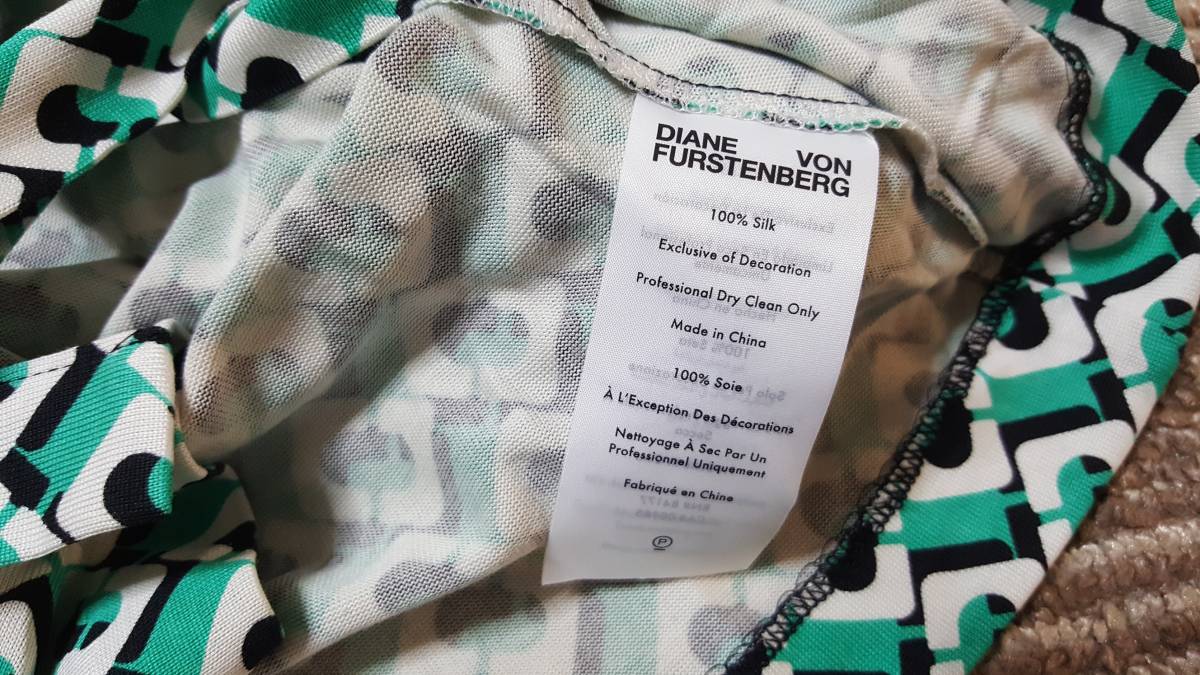 DIANE VON
FURSTENBERG
100% Silk
Exclusive of Decoration
Professional Dry Clean Only
Made in China
100% Soie
À L'Exception Des Décorations
Nettoyage À Sec Par Un
Professionnel Uniquement
Fabriqué en Chine
P